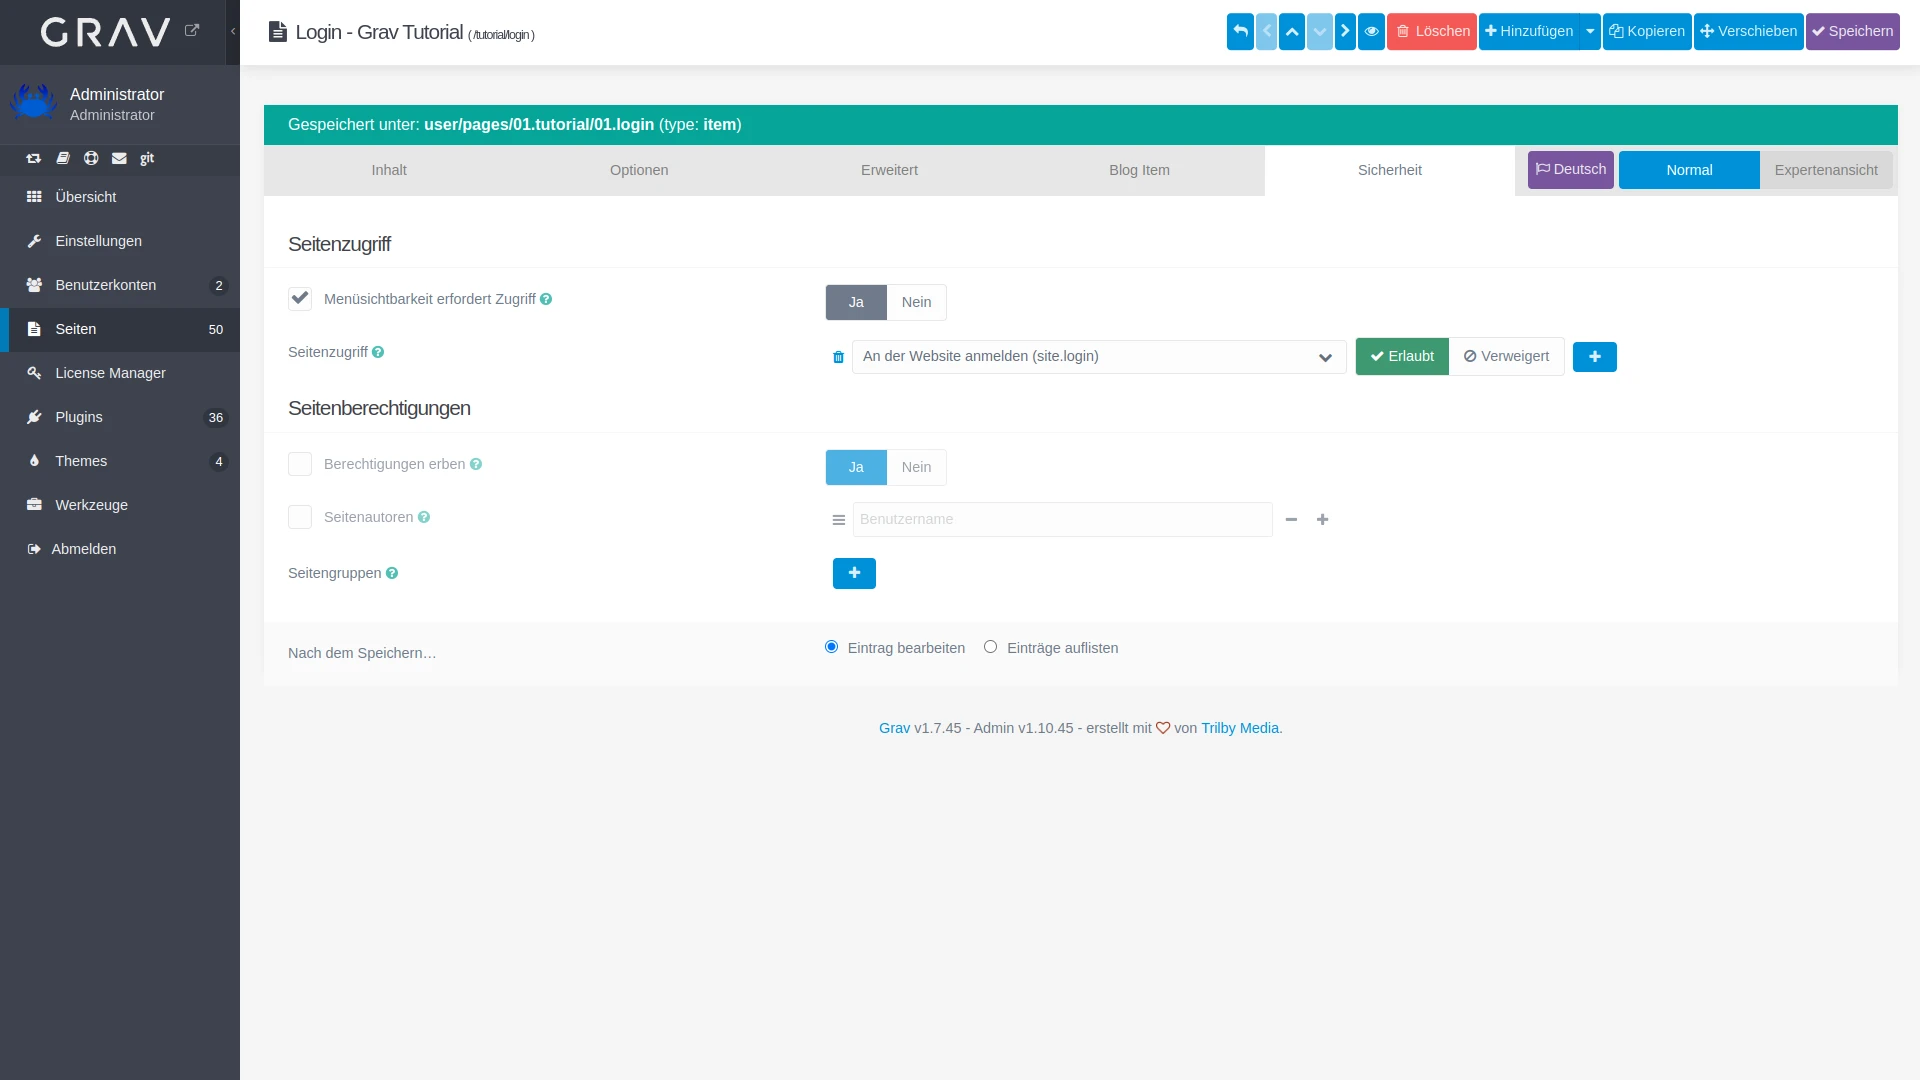 GRAV
Login - Grav Tutorial ( /tutorial/login )
Löschen
Hinzufügen
Kopieren
Verschieben
Speichern
Administrator
Administrator
git
Übersicht
Einstellungen
Benutzerkonten 2
Seiten 50
License Manager
Plugins 36
Themes 4
Werkzeuge
Abmelden
Gespeichert unter: user/pages/01.tutorial/01.login (type: item)
Inhalt
Optionen
Erweitert
Blog Item
Sicherheit
Deutsch
Normal
Expertenansicht
Seitenzugriff
Menüsichtbarkeit erfordert Zugriff
Ja
Nein
Seitenzugriff
An der Website anmelden (site.login)
Erlaubt
Verweigert
Seitenberechtigungen
Berechtigungen erben
Ja
Nein
Seitenautoren
Benutzername
Seitengruppen
Nach dem Speichern…
Eintrag bearbeiten
Einträge auflisten
Grav v1.7.45 - Admin v1.10.45 - erstellt mit von Trilby Media.